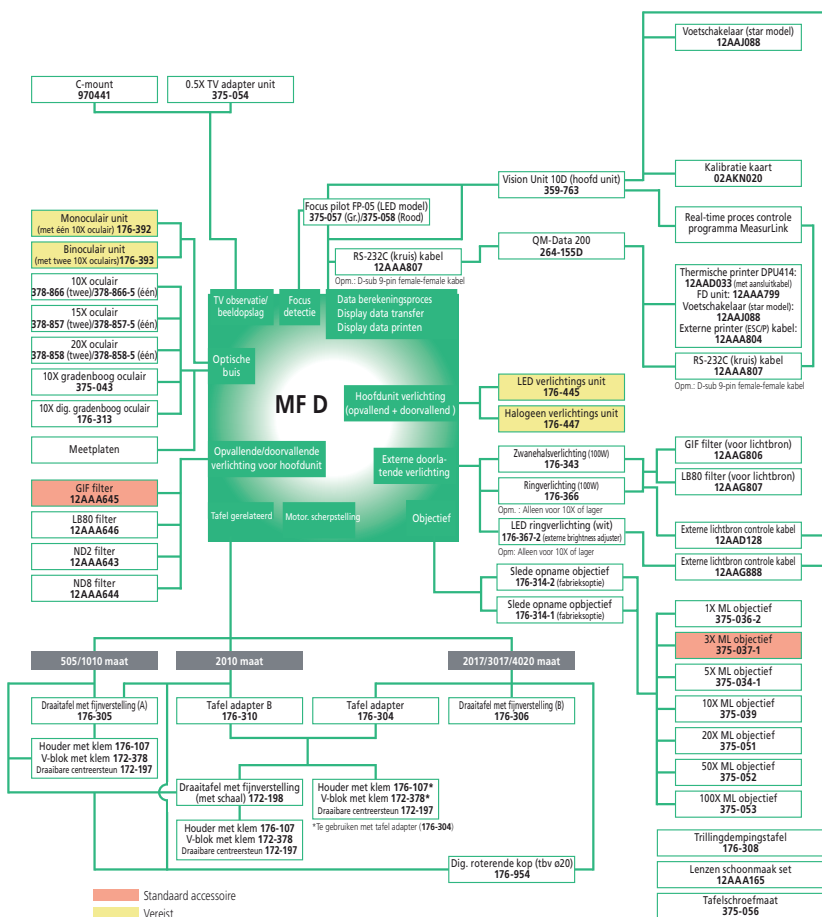 Voetschakelaar (star model)
12AAJ088
C-mount
970441
0.5X TV adapter unit
375-054
Kalibratie kaart
02AKN020
Vision Unit 10D (hoofd unit)
359-763
Focus pilot FP-05 (LED model)
375-057 (Gr.)/375-058 (Rood)
Real-time proces controle
programma MeasurLink
Monoculair unit
(met één 10X oculair) 176-392
Binoculair unit
(met twee 10X oculairs)176-393
RS-232C (kruis) kabel
12AAA807
Opm.: D-sub 9-pin female-female kabel
QM-Data 200
264-155D
Thermische printer DPU414:
12AAD033 (met aansluitkabel)
FD unit: 12AAA799
Voetschakelaar (star model):
12AAJ088
Externe printer (ESC/P) kabel:
12AAA804
10X oculair
378-866 (twee)/378-866-5 (één)
15X oculair
378-857 (twee)/378-857-5 (één)
20X oculair
378-858 (twee)/378-858-5 (één)
10X gradenboog oculair
375-043
10X dig. gradenboog oculair
176-313
Meetplaten
RS-232C (kruis) kabel
12AAA807
Opm.: D-sub 9-pin female-female kabel
TV observatie/
beeldopslag
Focus
detectie
Data berekeningsproces
Display data transfer
Display data printen
Optische
buis
MF D
Hoofdunit verlichting
(opvallend + doorvallend )
LED verlichtings unit
176-445
Halogeen verlichtings unit
176-447
Opvallende/doorvallende
verlichting voor hoofdunit
Externe doorla-
tende verlichting
Tafel gerelateerd
Motor. scherpstelling
Objectief
Zwanehalsverlichting (100W)
176-343
Ringverlichting (100W)
176-366
Opm. : Alleen voor 10X of lager
LED ringverlichting (wit)
176-367-2 (externe brightness adjuster)
Opm: Alleen voor 10X of lager
GIF filter (voor lichtbron)
12AAG806
LB80 filter (voor lichtbron)
12AAG807
Externe lichtbron controle kabel
12AAD128
Externe lichtbron controle kabel
12AAG888
GIF filter
12AAA645
LB80 filter
12AAA646
ND2 filter
12AAA643
ND8 filter
12AAA644
Slede opname objectief
176-314-2 (fabrieksoptie)
Slede opname opbjectief
176-314-1 (fabrieksoptie)
1X ML objectief
375-036-2
3X ML objectief
375-037-1
5X ML objectief
375-034-1
10X ML objectief
375-039
20X ML objectief
375-051
50X ML objectief
375-052
100X ML objectief
375-053
505/1010 maat
2010 maat
2017/3017/4020 maat
Draaitafel met fijnverstelling (A)
176-305
Tafel adapter B
176-310
Tafel adapter
176-304
Draaitafel met fijnverstelling (B)
176-306
Houder met klem 176-107
V-blok met klem 172-378
Draaibare centreersteun 172-197
Draaitafel met fijnverstelling
(met schaal) 172-198
Houder met klem 176-107*
V-blok met klem 172-378*
Draaibare centreersteun 172-197
*Te gebruiken met tafel adapter (176-304)
Houder met klem 176-107
V-blok met klem 172-378
Draaibare centreersteun 172-197
Dig. roterende kop (tbv ø20)
176-954
Trillingdempingstafel
176-308
Lenzen schoonmaak set
12AAA165
Tafelschroefmaat
375-056
Standaard accessoire
Vereist